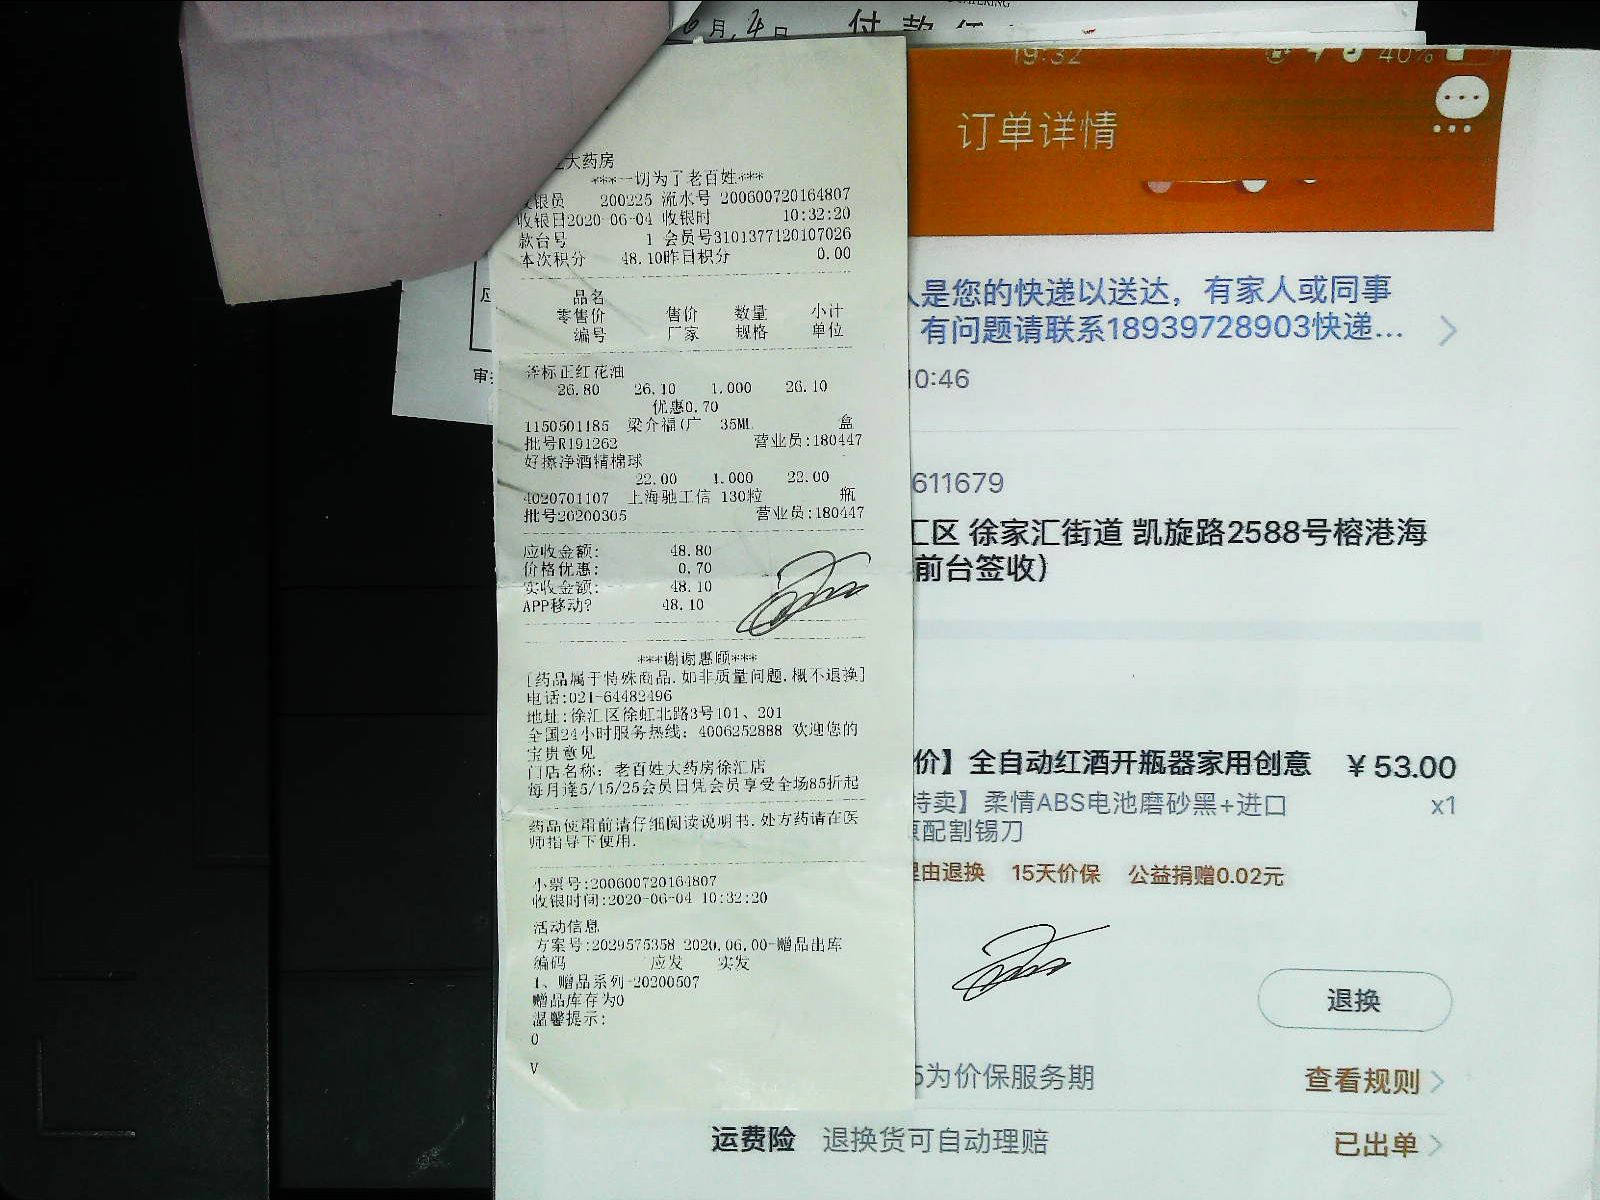 月 4日 付款
大药房
***一切为了老百姓***
银员 200225 流水号 200600720164807
收银日2020-06-04 收银时 10:32:20
款台号 1 会员号3101377120107026
本次积分 48.10昨日积分 0.00
品名
零售价 售价 数量 小计
编号 厂家 规格 单位
斧标正红花油
26.80 26.10 1.000 26.10
优惠0.70
1150501185 梁介福(广 35ML 盒
批号R191262 营业员:180447
好擦净酒精棉球
22.00 1.000 22.00
4020701107 上海驰工信 130粒 瓶
批号20200305 营业员:180447
应收金额: 48.80
价格优惠: 0.70
实收金额: 48.10
APP移动? 48.10
***谢谢惠顾***
[药品属于特殊商品.如非质量问题.概不退换]
电话:021-64482496
地址:徐汇区徐虹北路3号101、201
全国24小时服务热线: 4006252888 欢迎您的
宝贵意见
门店名称: 老百姓大药房徐汇店
每月逢5/15/25会员日凭会员享受全场85折起
药品使用前请仔细阅读说明书.处方药请在医
师指导下使用.
小票号:200600720164807
收银时间:2020-06-04 10:32:20
活动信息
方案号:2029575358 2020.06.00-赠品出库
编码 应发 实发
1、赠品系列-20200507
赠品库存为0
温馨提示:
0
V
审
19:32 40%
订单详情
是您的快递以送达，有家人或同事
有问题请联系18939728903快递...
10:46
611679
汇区 徐家汇街道 凯旋路2588号榕港海
前台签收）
价】全自动红酒开瓶器家用创意 ￥53.00
特卖】柔情ABS电池磨砂黑+进口 x1
原配割锡刀
理由退换 15天价保 公益捐赠0.02元
退换
5为价保服务期 查看规则
运费险 退换货可自动理赔 已出单